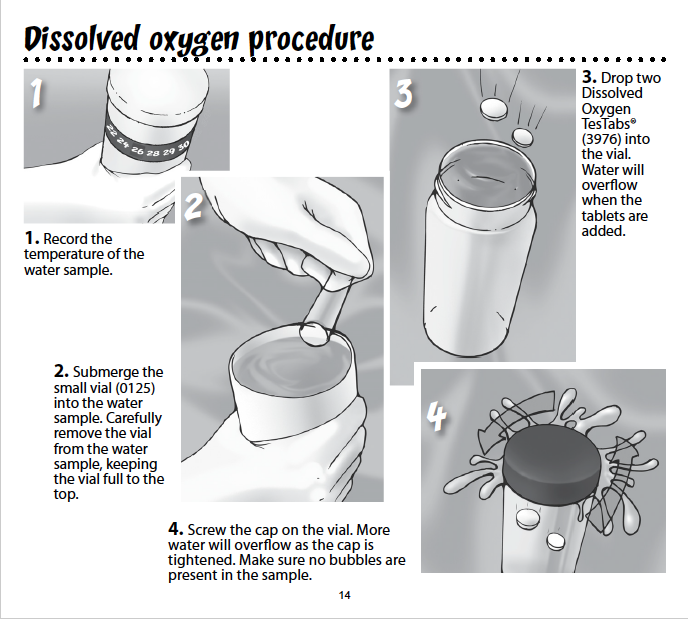 Dissolved oxygen procedure
1
22 24 26 28 29 30
1. Record the
temperature of the
water sample.
2
2. Submerge the
small vial (0125)
into the water
sample. Carefully
remove the vial
from the water
sample, keeping
the vial full to the
top.
3
3. Drop two
Dissolved
Oxygen
TesTabs®
(3976) into
the vial.
Water will
overflow
when the
tablets are
added.
4
4. Screw the cap on the vial. More
water will overflow as the cap is
tightened. Make sure no bubbles are
present in the sample.
14